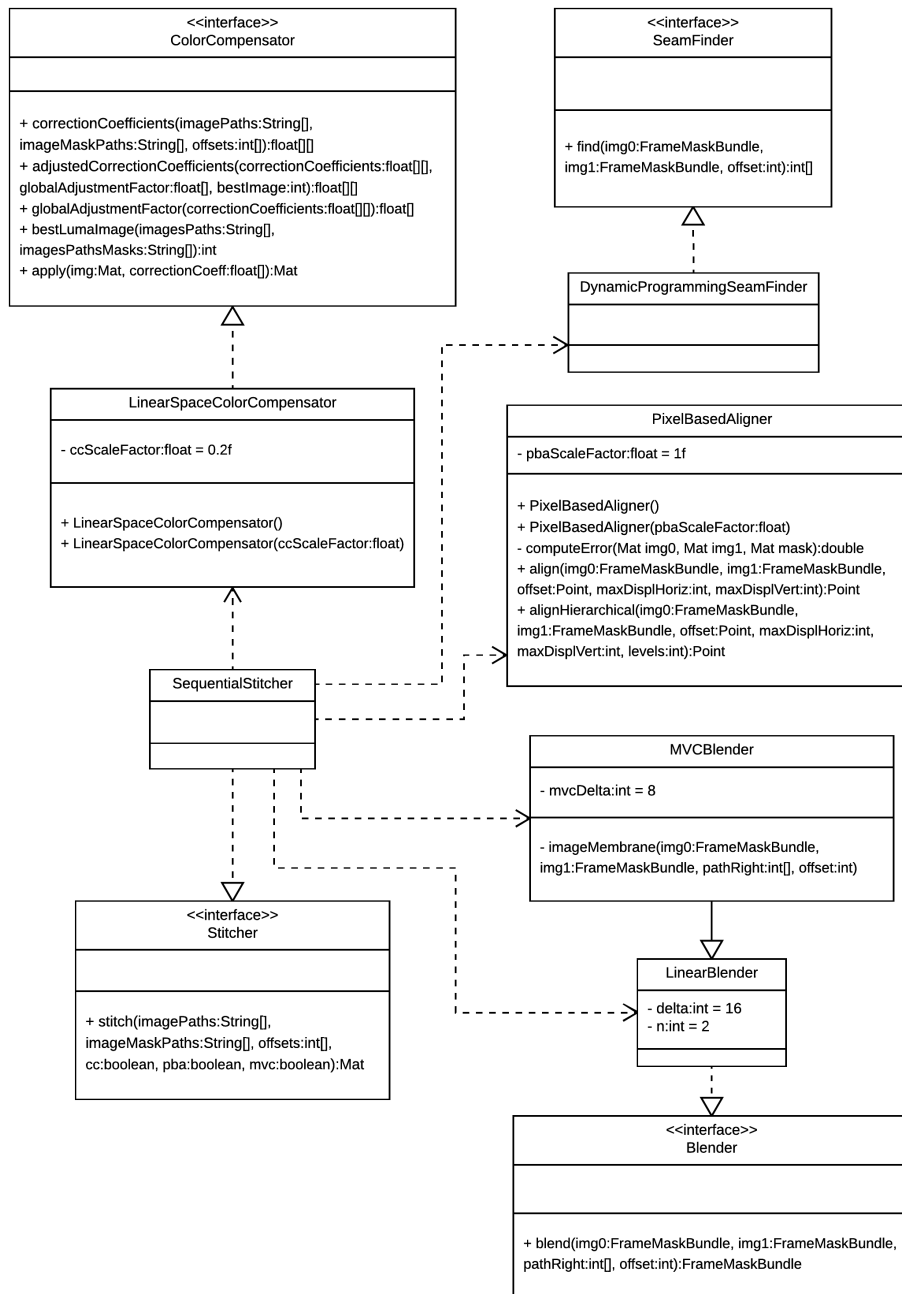 <<interface>>
ColorCompensator
+ correctionCoefficients(imagePaths:String[],
imageMaskPaths:String[], offsets:int[]):float[][]
+ adjustedCorrectionCoefficients(correctionCoefficients:float[][],
globalAdjustmentFactor:float[], bestImage:int):float[][]
+ globalAdjustmentFactor(correctionCoefficients:float[][]):float[]
+ bestLumaImage(imagesPaths:String[],
imagesPathsMasks:String[]):int
+ apply(img:Mat, correctionCoeff:float[]):Mat
<<interface>>
SeamFinder
+ find(img0:FrameMaskBundle,
img1:FrameMaskBundle, offset:int):int[]
DynamicProgrammingSeamFinder
LinearSpaceColorCompensator
- ccScaleFactor:float = 0.2f
+ LinearSpaceColorCompensator()
+ LinearSpaceColorCompensator(ccScaleFactor:float)
PixelBasedAligner
- pbaScaleFactor:float = 1f
+ PixelBasedAligner()
+ PixelBasedAligner(pbaScaleFactor:float)
- computeError(Mat img0, Mat img1, Mat mask):double
+ align(img0:FrameMaskBundle, img1:FrameMaskBundle,
offset:Point, maxDisplHoriz:int, maxDisplVert:int):Point
+ alignHierarchical(img0:FrameMaskBundle,
img1:FrameMaskBundle, offset:Point, maxDisplHoriz:int,
maxDisplVert:int, levels:int):Point
SequentialStitcher
MVCBlender
- mvcDelta:int = 8
- imageMembrane(img0:FrameMaskBundle,
img1:FrameMaskBundle, pathRight:int[], offset:int)
<<interface>>
Stitcher
+ stitch(imagePaths:String[],
imageMaskPaths:String[], offsets:int[],
cc:boolean, pba:boolean, mvc:boolean):Mat
LinearBlender
- delta:int = 16
- n:int = 2
<<interface>>
Blender
+ blend(img0:FrameMaskBundle, img1:FrameMaskBundle,
pathRight:int[], offset:int):FrameMaskBundle